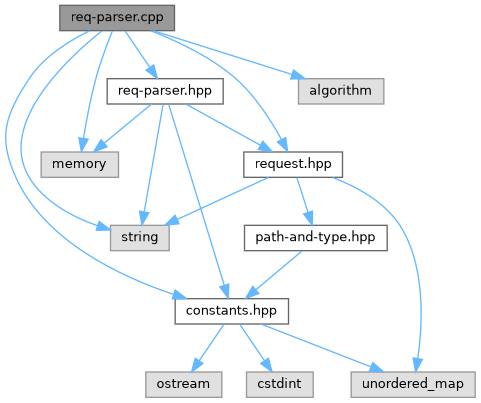 req-parser.cpp
req-parser.hpp
algorithm
memory
request.hpp
string
path-and-type.hpp
constants.hpp
ostream
cstdint
unordered_map